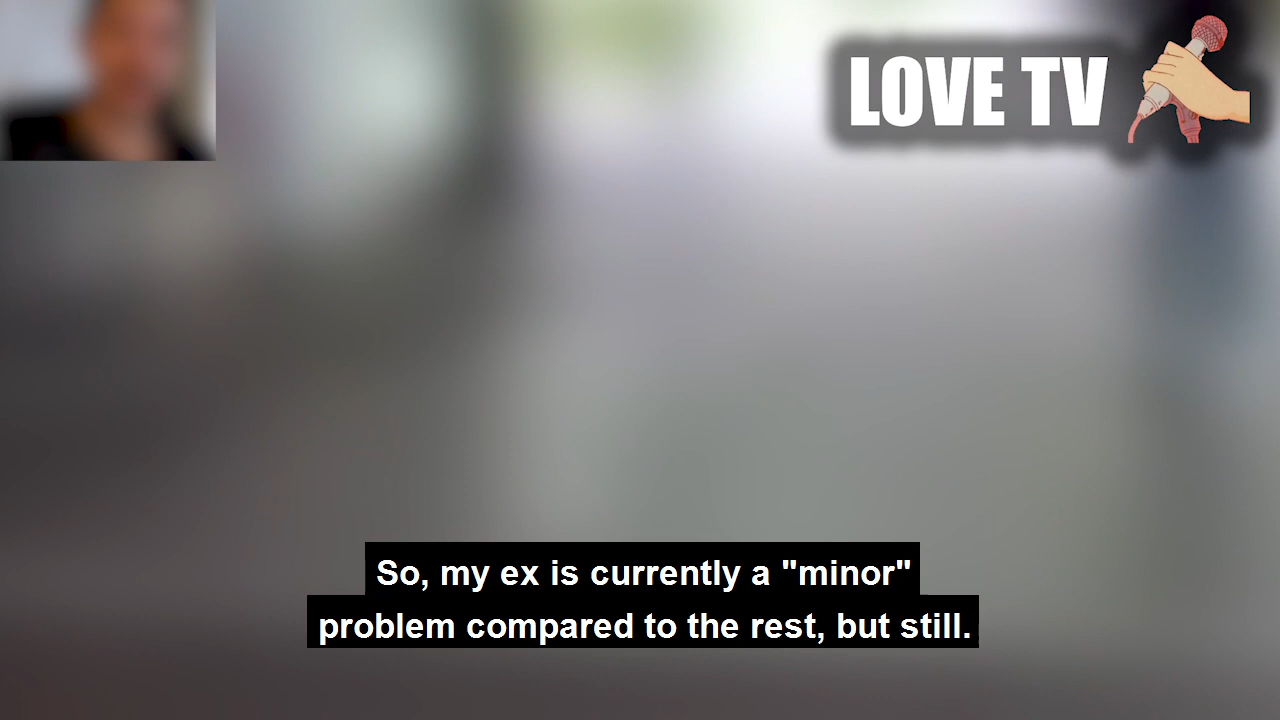 LOVE TV
So, my ex is currently a "minor"
problem compared to the rest, but still.